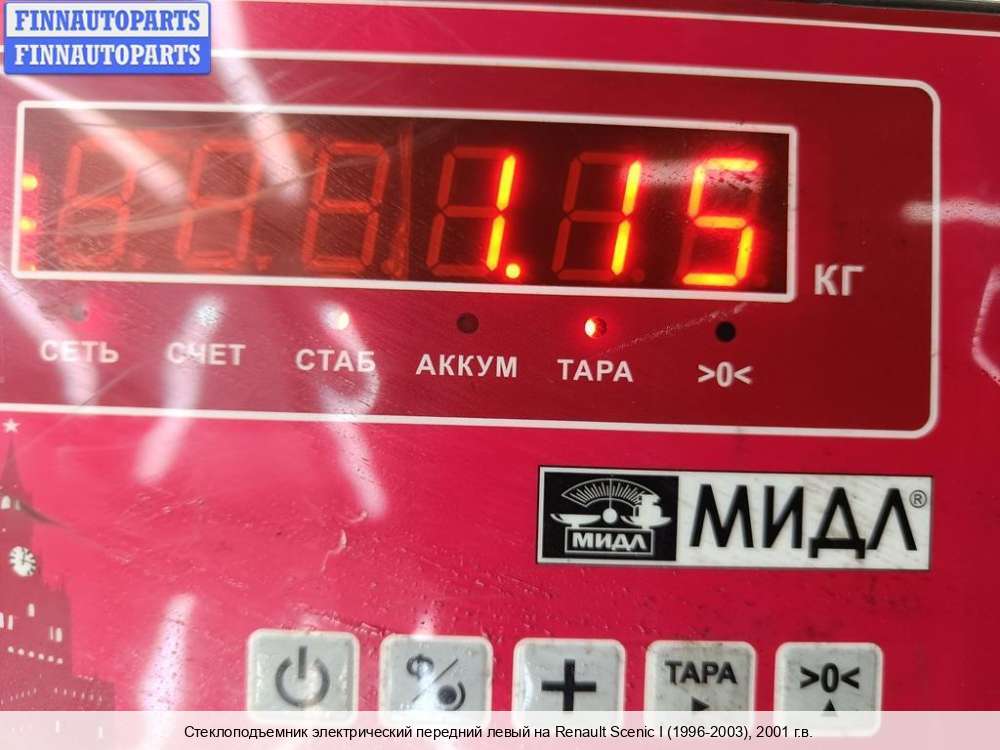 FINNAUTOPARTS
FINNAUTOPARTS
1.15
КГ
СЕТЬ СЧЕТ СТАБ АККУМ ТАРА >0<
МИДЛ МИДЛ®
ТАРА >0<
Стеклоподъемник электрический передний левый на Renault Scenic I (1996-2003), 2001 г.в.